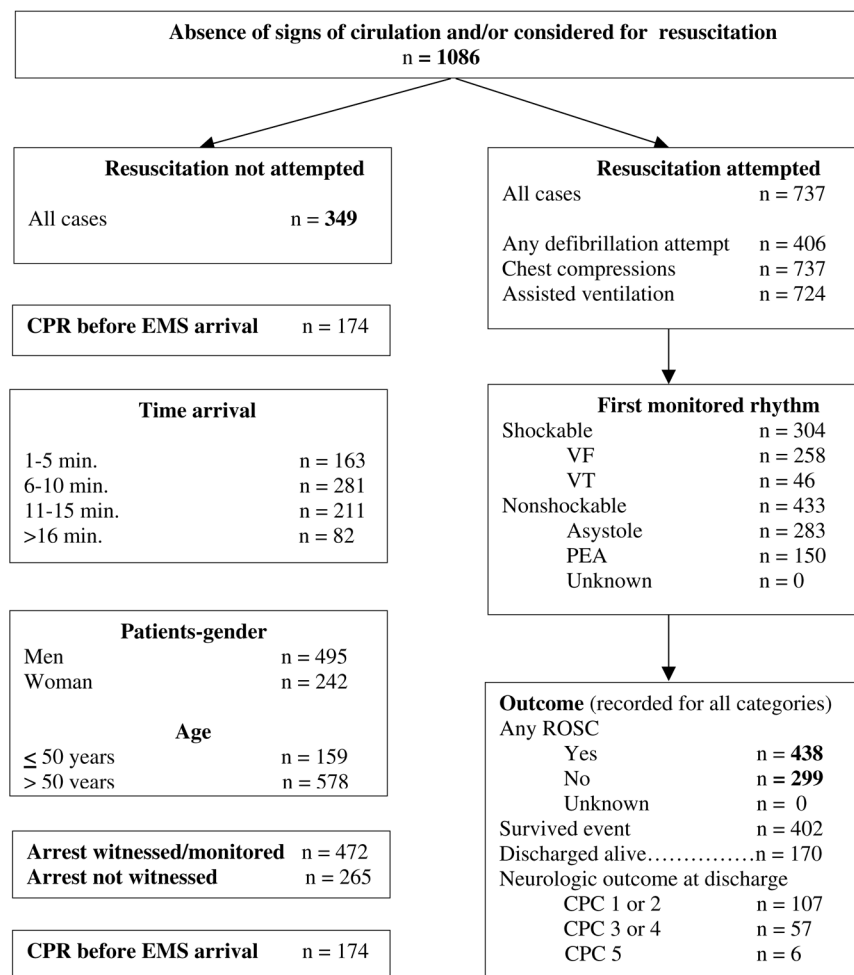 Absence of signs of cirulation and/or considered for resuscitation
n = 1086
Resuscitation not attempted
All cases n = 349
CPR before EMS arrival n = 174
Time arrival
1-5 min. n = 163
6-10 min. n = 281
11-15 min. n = 211
>16 min. n = 82
Patients-gender
Men n = 495
Woman n = 242
Age
≤ 50 years n = 159
> 50 years n = 578
Arrest witnessed/monitored n = 472
Arrest not witnessed n = 265
CPR before EMS arrival n = 174
Resuscitation attempted
All cases n = 737
Any defibrillation attempt n = 406
Chest compressions n = 737
Assisted ventilation n = 724
First monitored rhythm
Shockable n = 304
VF n = 258
VT n = 46
Nonshockable n = 433
Asystole n = 283
PEA n = 150
Unknown n = 0
Outcome (recorded for all categories)
Any ROSC
Yes n = 438
No n = 299
Unknown n = 0
Survived event n = 402
Discharged alive...............n = 170
Neurologic outcome at discharge
CPC 1 or 2 n = 107
CPC 3 or 4 n = 57
CPC 5 n = 6